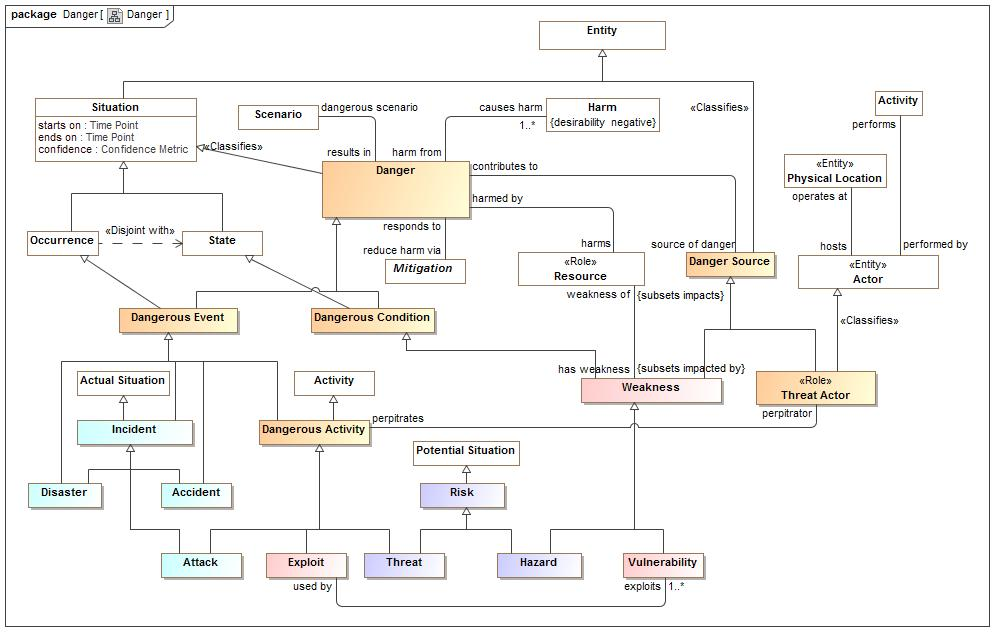 package Danger [ Danger ]
Entity
Situation
starts on : Time Point
ends on : Time Point
confidence : Confidence Metric
Scenario
dangerous scenario
causes harm
1..*
Harm
{desirability negative}
«Classifies»
Activity
performs
«Classifies»
results in
harm from
Danger
contributes to
harmed by
«Entity»
Physical Location
operates at
Occurrence
«Disjoint with»
State
responds to
reduce harm via
Mitigation
harms
«Role»
Resource
weakness of
{subsets impacts}
source of danger
Danger Source
hosts
performed by
«Entity»
Actor
Dangerous Event
Dangerous Condition
«Classifies»
has weakness
{subsets impacted by}
Weakness
«Role»
Threat Actor
perpitrator
Actual Situation
Activity
Incident
Dangerous Activity
perpitrates
Potential Situation
Disaster
Accident
Risk
Attack
Exploit
Threat
Hazard
Vulnerability
used by
exploits
1..*